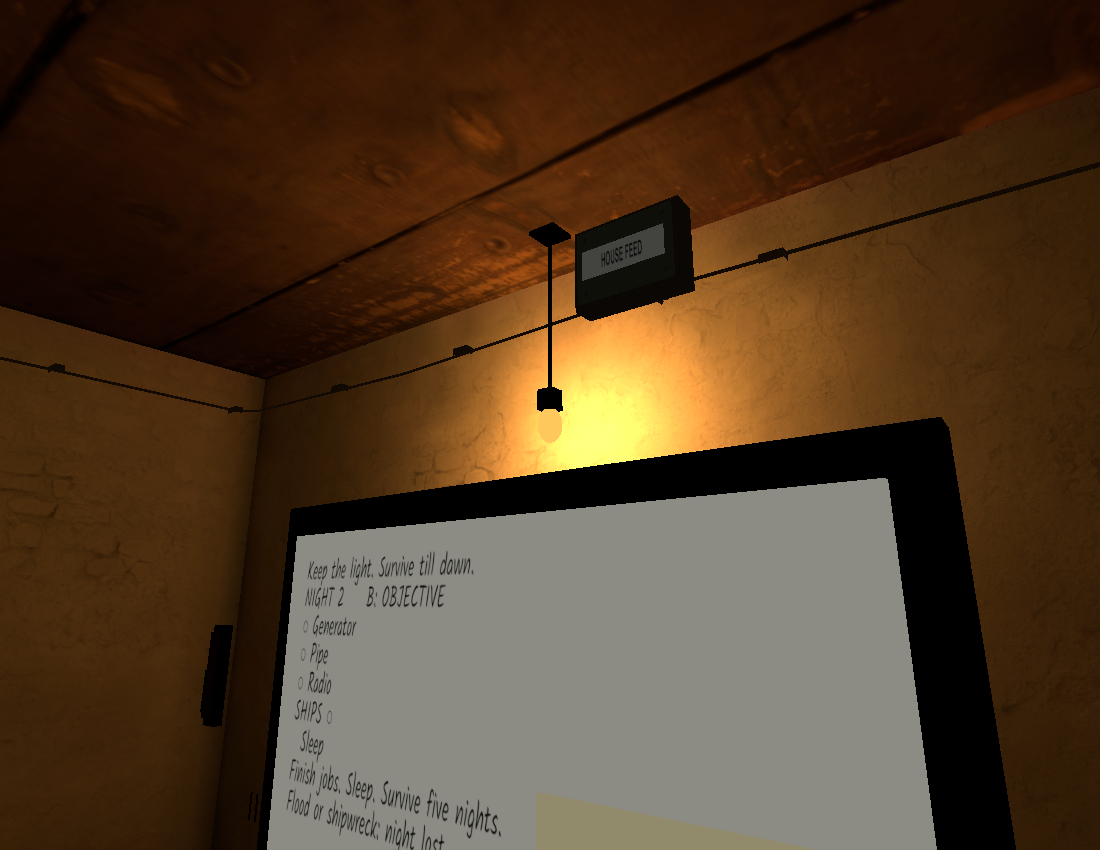 HOUSE FEED
Keep the light. Survive till dawn.
NIGHT 2 B: OBJECTIVE
○ Generator
○ Pipe
○ Radio
SHIPS ○
Sleep
Finish jobs. Sleep. Survive five nights.
Flood or shipwreck: night lost